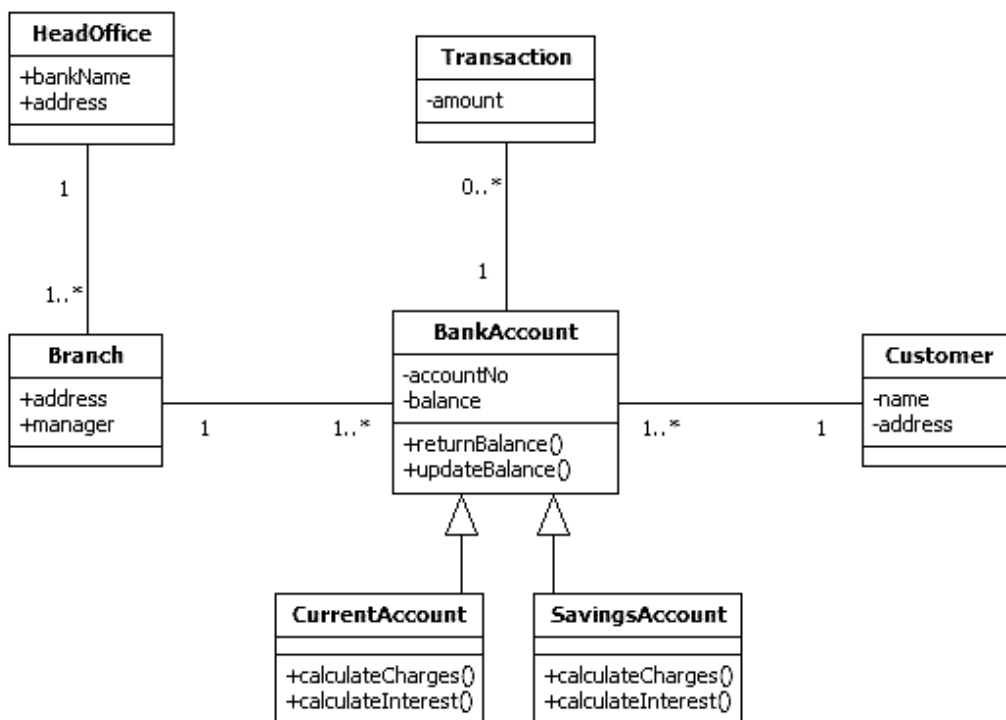 HeadOffice
+bankName
+address
Transaction
-amount
1
0..*
1
1..*
BankAccount
-accountNo
-balance
+returnBalance()
+updateBalance()
Branch
+address
+manager
Customer
-name
-address
1
1..*
1..*
1
CurrentAccount
+calculateCharges()
+calculateInterest()
SavingsAccount
+calculateCharges()
+calculateInterest()